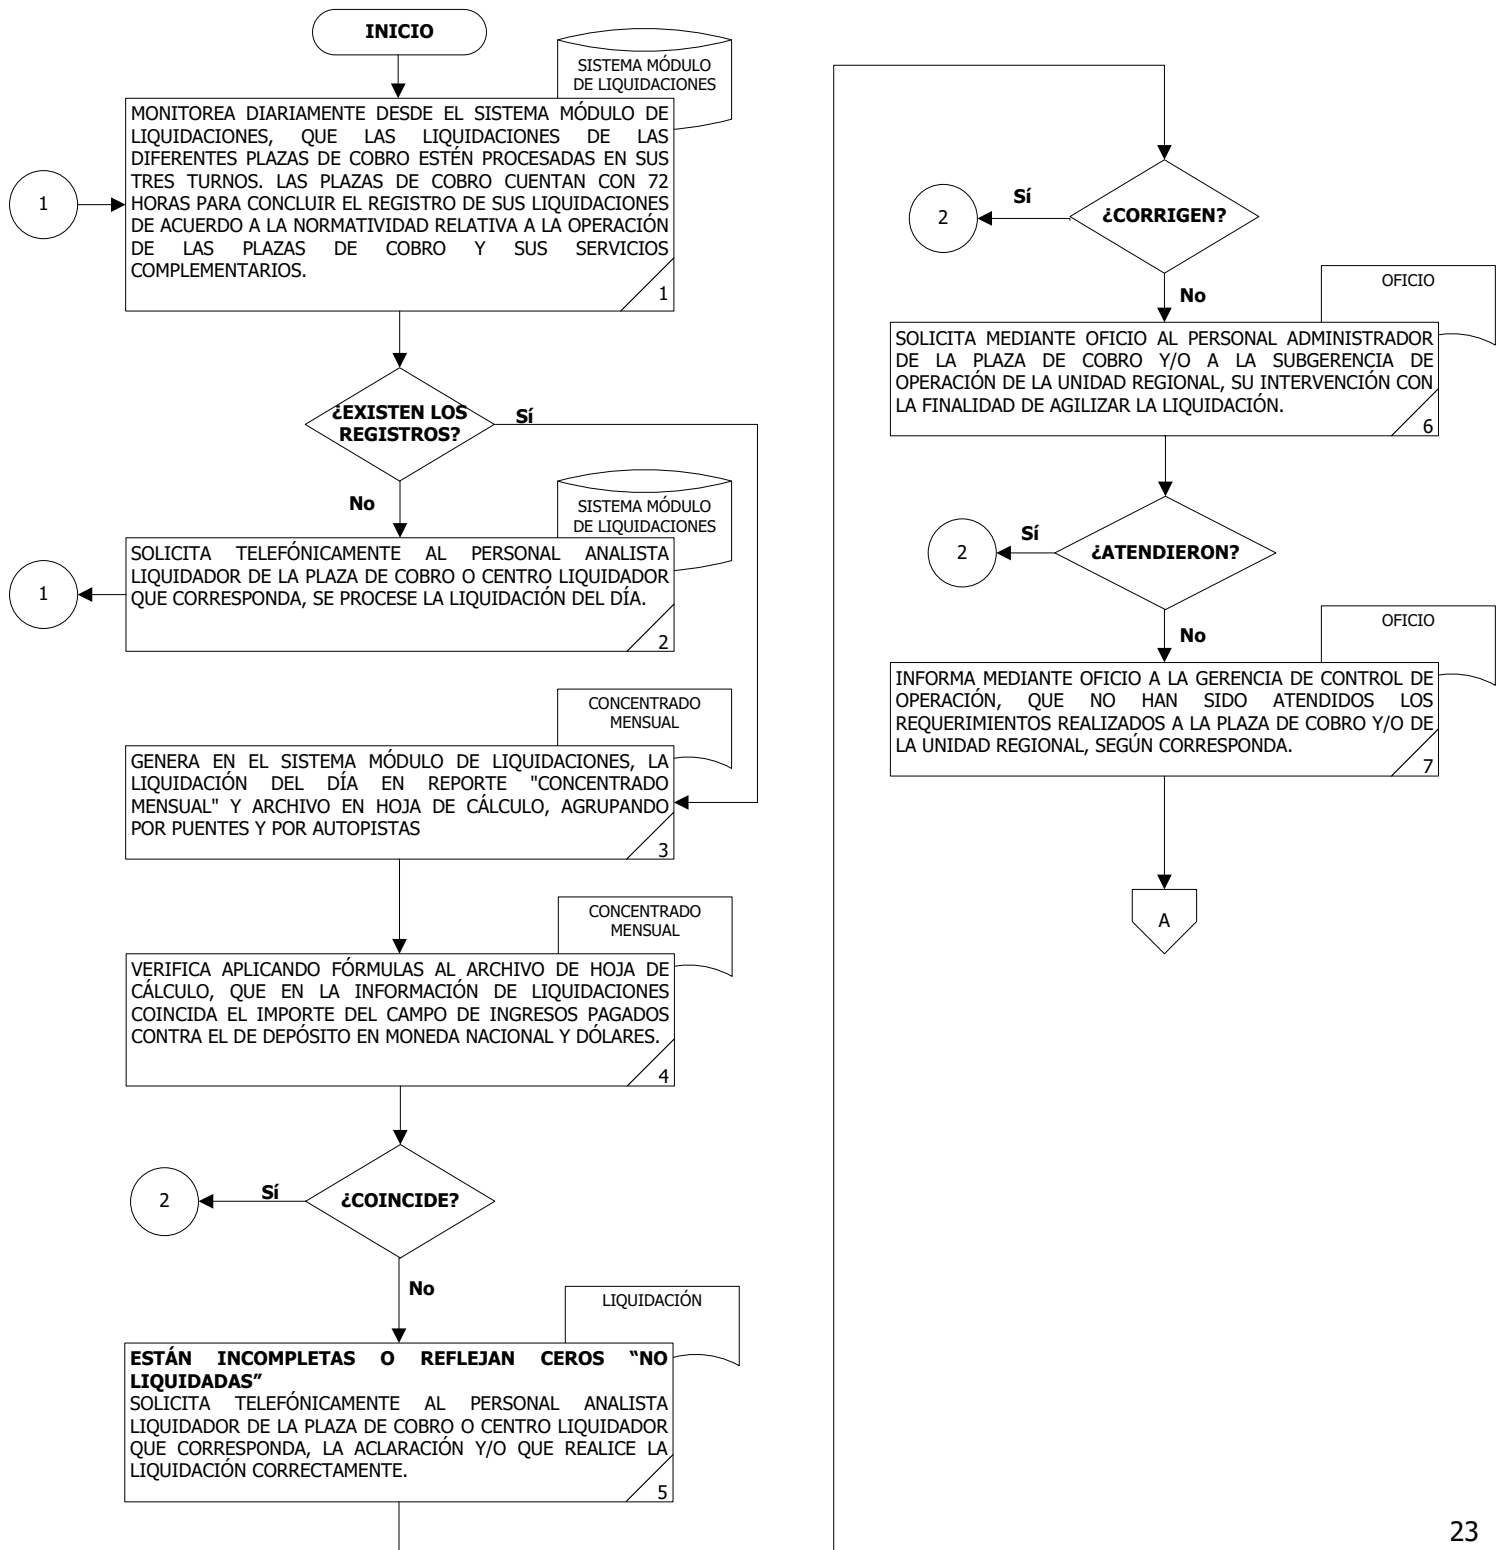 INICIO
SISTEMA MÓDULO
DE LIQUIDACIONES
MONITOREA DIARIAMENTE DESDE EL SISTEMA MÓDULO DE
LIQUIDACIONES, QUE LAS LIQUIDACIONES DE LAS
DIFERENTES PLAZAS DE COBRO ESTÉN PROCESADAS EN SUS
TRES TURNOS. LAS PLAZAS DE COBRO CUENTAN CON 72
HORAS PARA CONCLUIR EL REGISTRO DE SUS LIQUIDACIONES
DE ACUERDO A LA NORMATIVIDAD RELATIVA A LA OPERACIÓN
DE LAS PLAZAS DE COBRO Y SUS SERVICIOS
COMPLEMENTARIOS.
1
1
¿EXISTEN LOS
REGISTROS?
Sí
No
SISTEMA MÓDULO
DE LIQUIDACIONES
SOLICITA TELEFÓNICAMENTE AL PERSONAL ANALISTA
LIQUIDADOR DE LA PLAZA DE COBRO O CENTRO LIQUIDADOR
QUE CORRESPONDA, SE PROCESE LA LIQUIDACIÓN DEL DÍA.
2
1
CONCENTRADO
MENSUAL
GENERA EN EL SISTEMA MÓDULO DE LIQUIDACIONES, LA
LIQUIDACIÓN DEL DÍA EN REPORTE "CONCENTRADO
MENSUAL" Y ARCHIVO EN HOJA DE CÁLCULO, AGRUPANDO
POR PUENTES Y POR AUTOPISTAS
3
CONCENTRADO
MENSUAL
VERIFICA APLICANDO FÓRMULAS AL ARCHIVO DE HOJA DE
CÁLCULO, QUE EN LA INFORMACIÓN DE LIQUIDACIONES
COINCIDA EL IMPORTE DEL CAMPO DE INGRESOS PAGADOS
CONTRA EL DE DEPÓSITO EN MONEDA NACIONAL Y DÓLARES.
4
¿COINCIDE?
Sí
2
No
LIQUIDACIÓN
ESTÁN INCOMPLETAS O REFLEJAN CEROS “NO
LIQUIDADAS”
SOLICITA TELEFÓNICAMENTE AL PERSONAL ANALISTA
LIQUIDADOR DE LA PLAZA DE COBRO O CENTRO LIQUIDADOR
QUE CORRESPONDA, LA ACLARACIÓN Y/O QUE REALICE LA
LIQUIDACIÓN CORRECTAMENTE.
5
¿CORRIGEN?
Sí
2
No
OFICIO
SOLICITA MEDIANTE OFICIO AL PERSONAL ADMINISTRADOR
DE LA PLAZA DE COBRO Y/O A LA SUBGERENCIA DE
OPERACIÓN DE LA UNIDAD REGIONAL, SU INTERVENCIÓN CON
LA FINALIDAD DE AGILIZAR LA LIQUIDACIÓN.
6
¿ATENDIERON?
Sí
2
No
OFICIO
INFORMA MEDIANTE OFICIO A LA GERENCIA DE CONTROL DE
OPERACIÓN, QUE NO HAN SIDO ATENDIDOS LOS
REQUERIMIENTOS REALIZADOS A LA PLAZA DE COBRO Y/O DE
LA UNIDAD REGIONAL, SEGÚN CORRESPONDA.
7
A
23